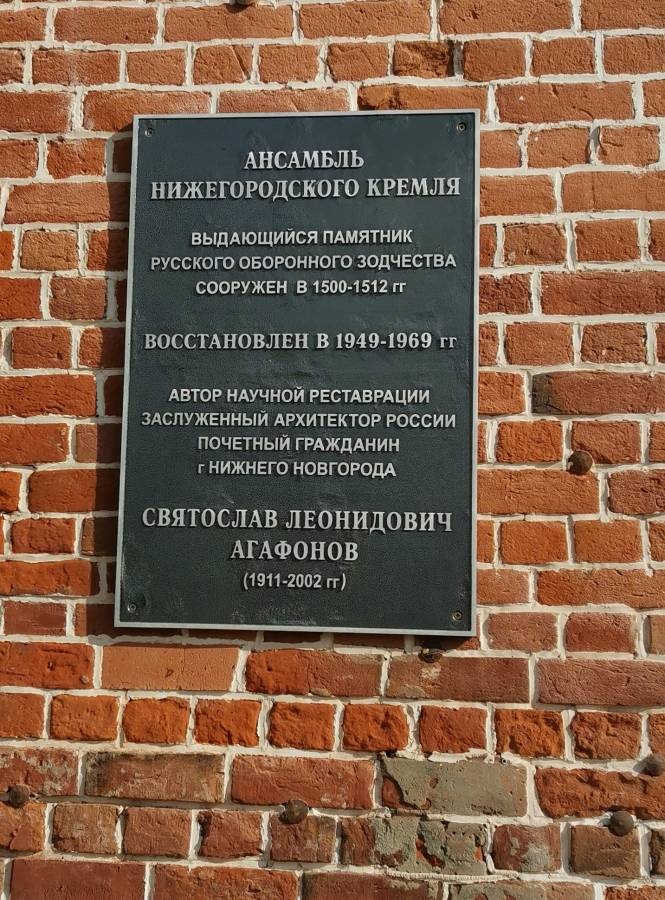 АНСАМБЛЬ
НИЖЕГОРОДСКОГО КРЕМЛЯ
ВЫДАЮЩИЙСЯ ПАМЯТНИК
РУССКОГО ОБОРОННОГО ЗОДЧЕСТВА
СООРУЖЕН В 1500-1512 гг
ВОССТАНОВЛЕН В 1949-1969 гг
АВТОР НАУЧНОЙ РЕСТАВРАЦИИ
ЗАСЛУЖЕННЫЙ АРХИТЕКТОР РОССИИ
ПОЧЕТНЫЙ ГРАЖДАНИН
г НИЖНЕГО НОВГОРОДА
СВЯТОСЛАВ ЛЕОНИДОВИЧ
АГАФОНОВ
(1911-2002 гг)